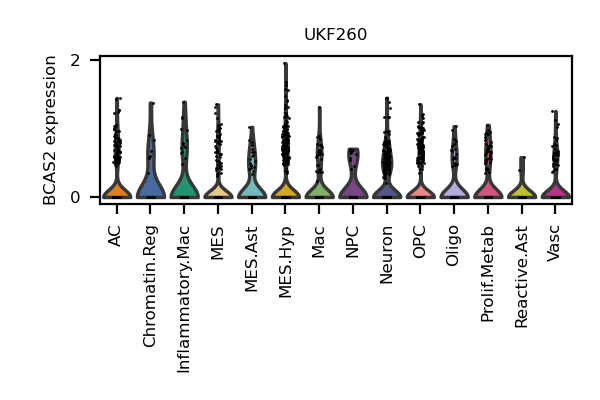 UKF260
BCAS2 expression
2
0
AC
Chromatin.Reg
Inflammatory.Mac
MES
MES.Ast
MES.Hyp
Mac
NPC
Neuron
OPC
Oligo
Prolif.Metab
Reactive.Ast
Vasc